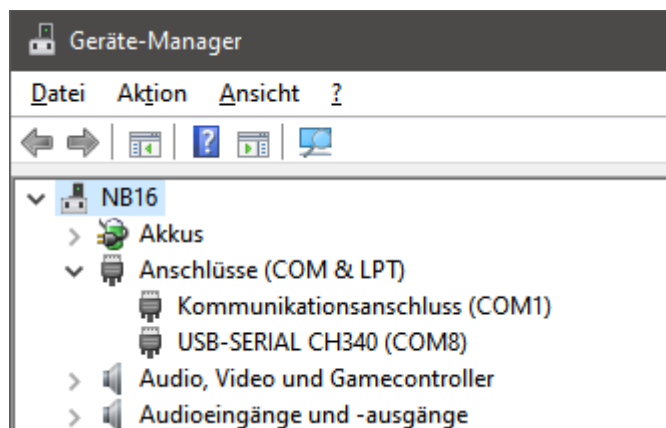 Geräte-Manager
Datei Aktion Ansicht ?
?
NB16
Akkus
Anschlüsse (COM & LPT)
Kommunikationsanschluss (COM1)
USB-SERIAL CH340 (COM8)
Audio, Video und Gamecontroller
Audioeingänge und -ausgänge